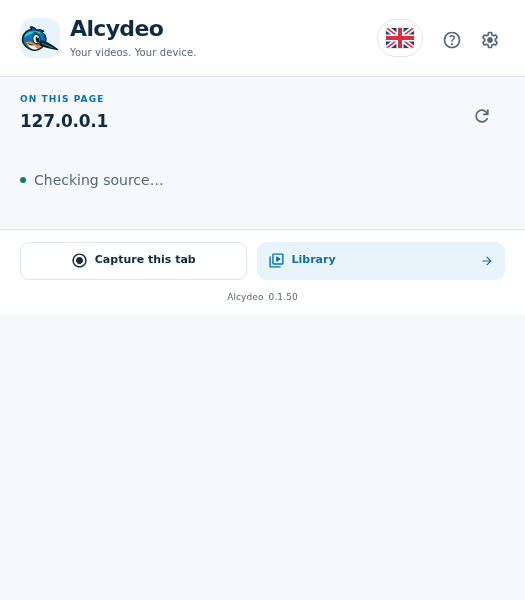 Alcydeo
Your videos. Your device.
ON THIS PAGE
127.0.0.1
Checking source…
Capture this tab
Library
Alcydeo 0.1.50